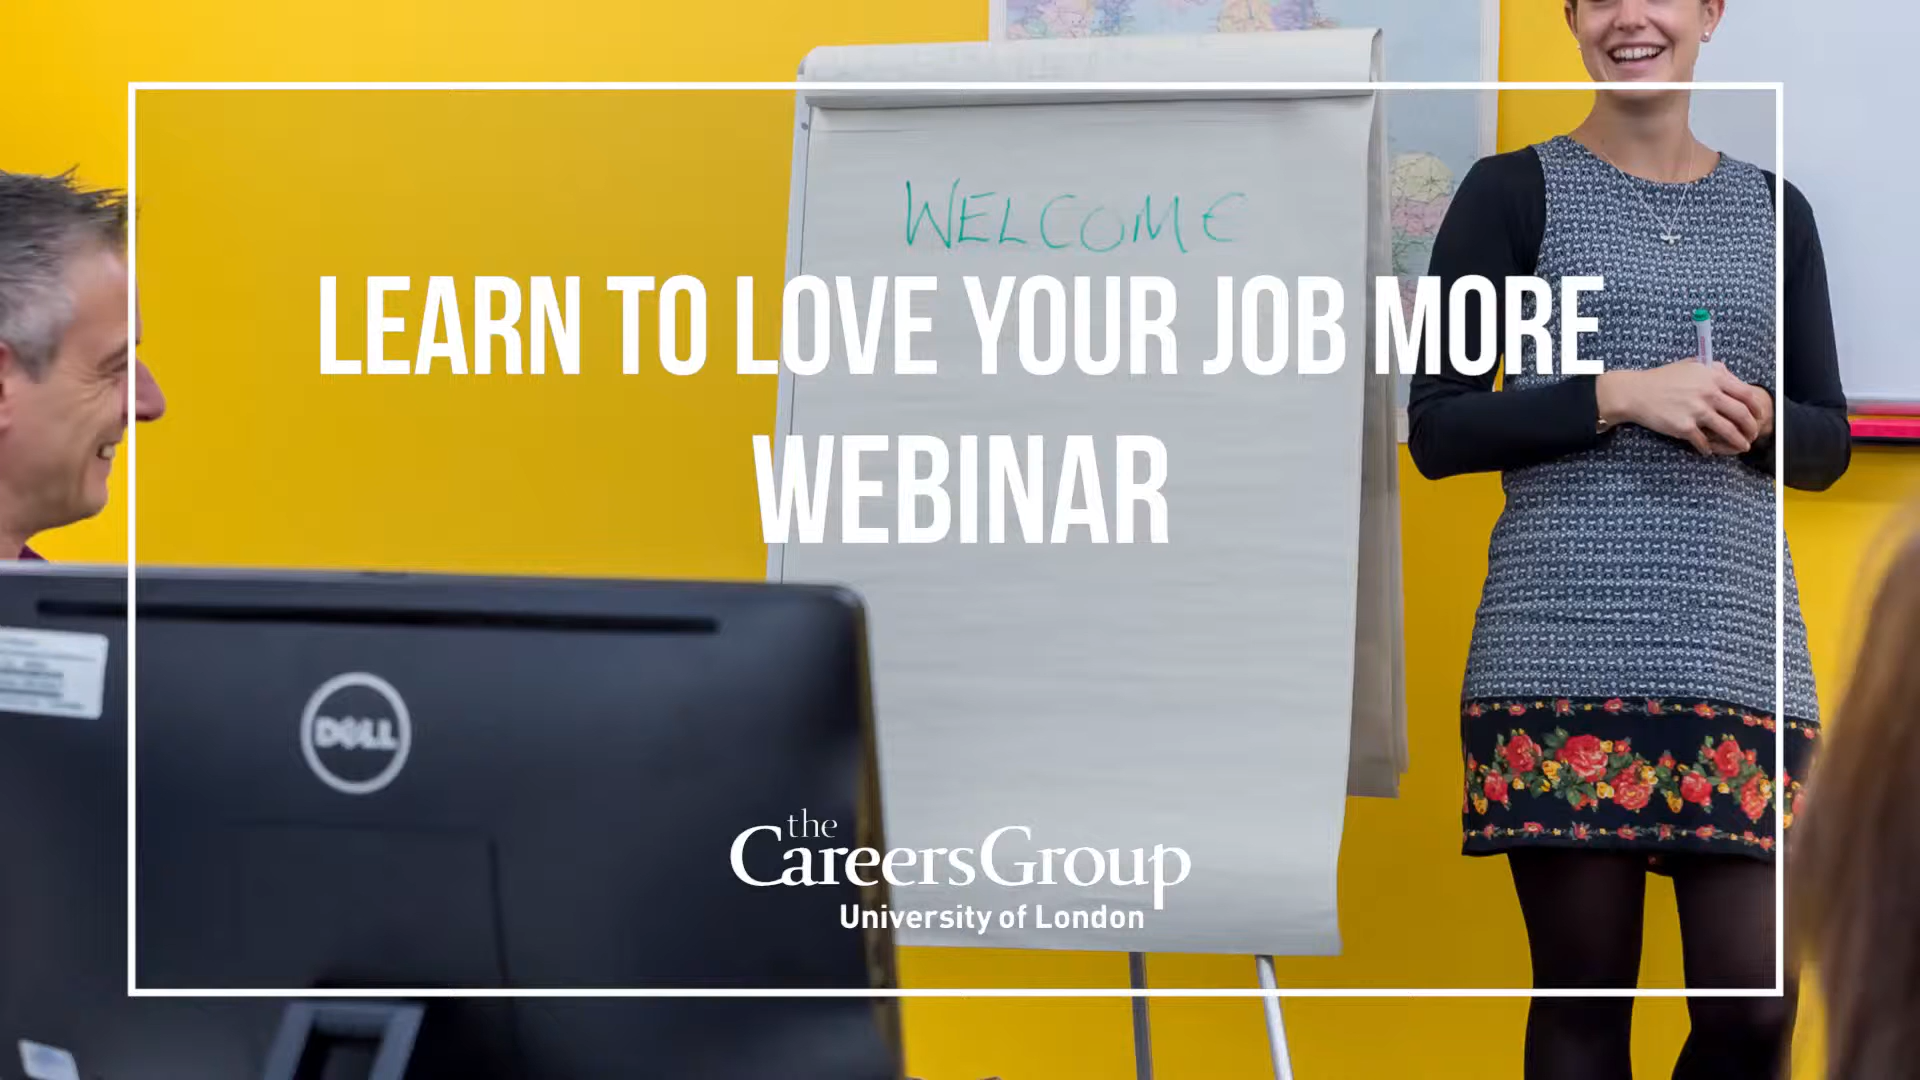 WELCOME
LEARN TO LOVE YOUR JOB MORE
WEBINAR
DELL
the
CareersGroup
University of London